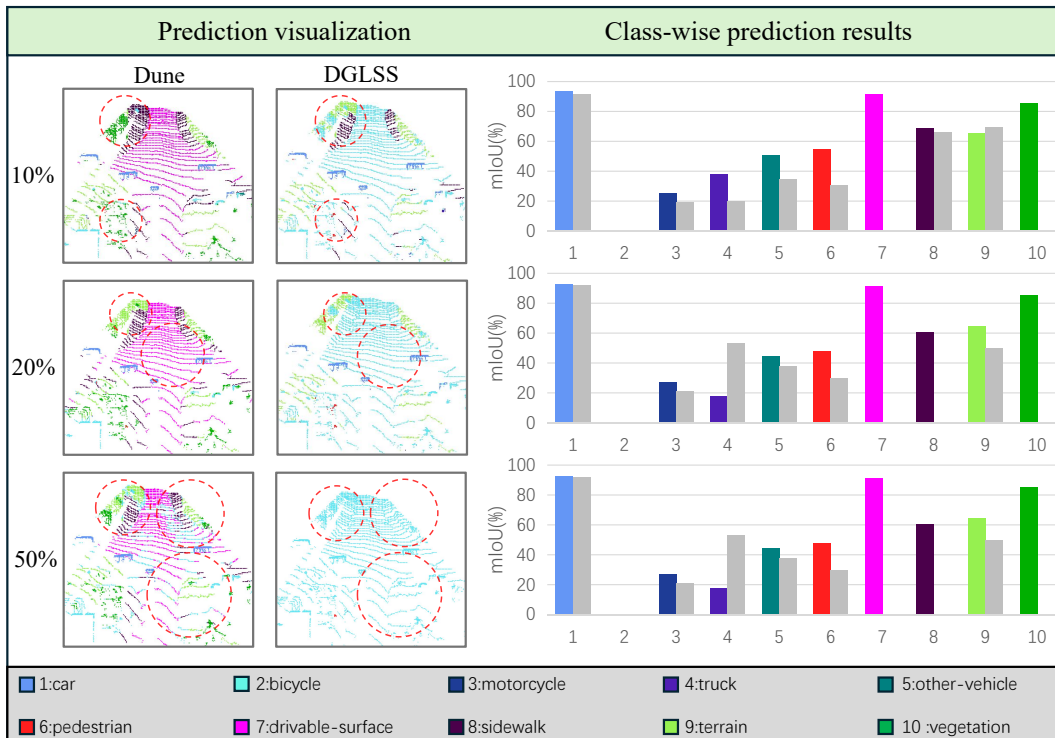 Prediction visualization
Class-wise prediction results
Dune
DGLSS
10%
20%
50%
mIoU(%)
100
80
60
40
20
0
1 2 3 4 5 6 7 8 9 10
mIoU(%)
100
80
60
40
20
0
1 2 3 4 5 6 7 8 9 10
mIoU(%)
100
80
60
40
20
0
1 2 3 4 5 6 7 8 9 10
1:car 2:bicycle 3:motorcycle 4:truck 5:other-vehicle
6:pedestrian 7:drivable-surface 8:sidewalk 9:terrain 10 :vegetation